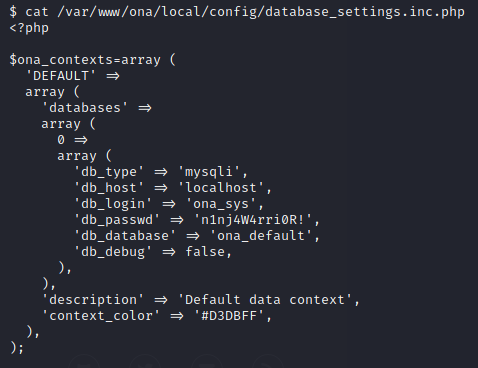 $ cat /var/www/ona/local/config/database_settings.inc.php
<?php
$ona_contexts=array (
  'DEFAULT' =>
  array (
    'databases' =>
    array (
      0 =>
      array (
        'db_type' => 'mysqli',
        'db_host' => 'localhost',
        'db_login' => 'ona_sys',
        'db_passwd' => 'n1nj4W4rri0R!',
        'db_database' => 'ona_default',
        'db_debug' => false,
      ),
    ),
    'description' => 'Default data context',
    'context_color' => '#D3DBFF',
  ),
);